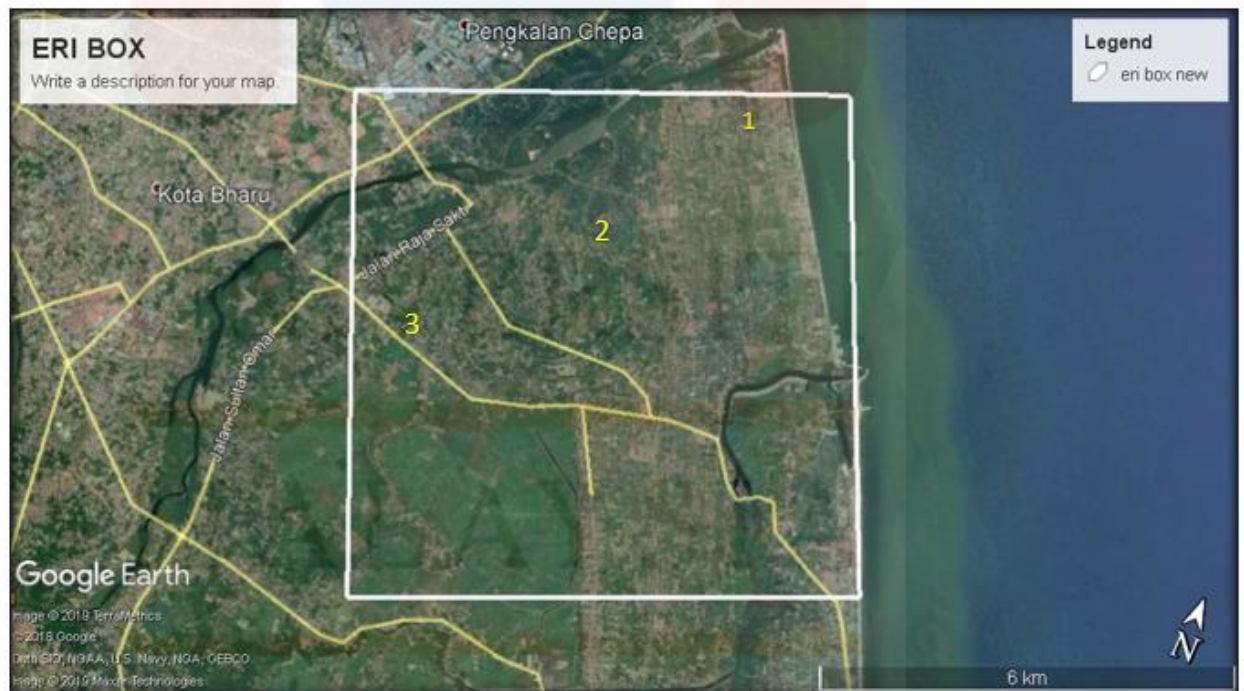 ERI BOX
Write a description for your map.
Legend
eri box new
Pengkalan Chepa
1
Kota Bharu
2
Jalan Raja Sakti
3
Jalan Sultan Omar
Google Earth
Image © 2018 TerraMetrics
© 2018 Google
Data SIO, NOAA, U.S. Navy, NGA, GEBCO
Image © 2019 Maxar Technologies
6 km
N